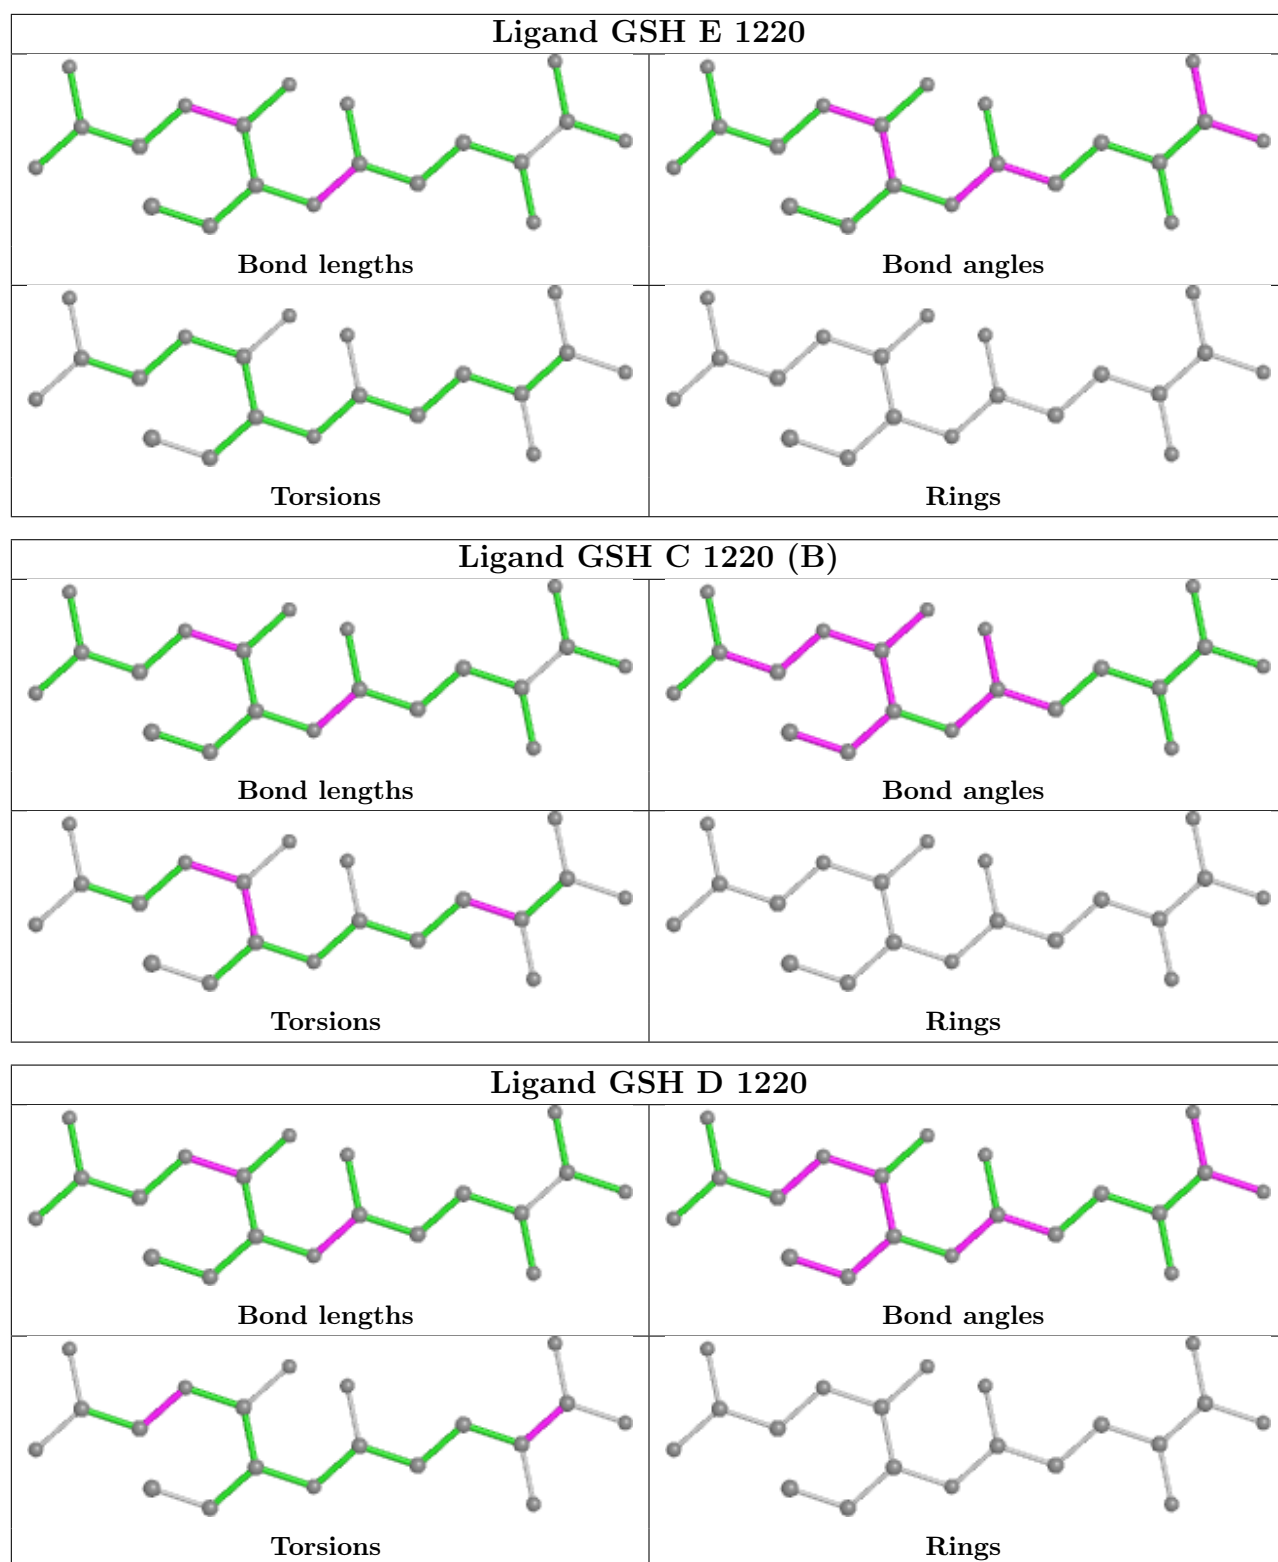 Ligand GSH E 1220
Bond lengths
Bond angles
Torsions
Rings
Ligand GSH C 1220 (B)
Bond lengths
Bond angles
Torsions
Rings
Ligand GSH D 1220
Bond lengths
Bond angles
Torsions
Rings